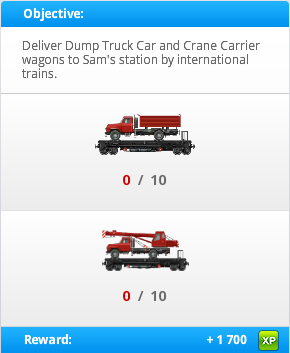 Objective:
Deliver Dump Truck Car and Crane Carrier
wagons to Sam's station by international
trains.
0 / 10
0 / 10
Reward: + 1 700 XP